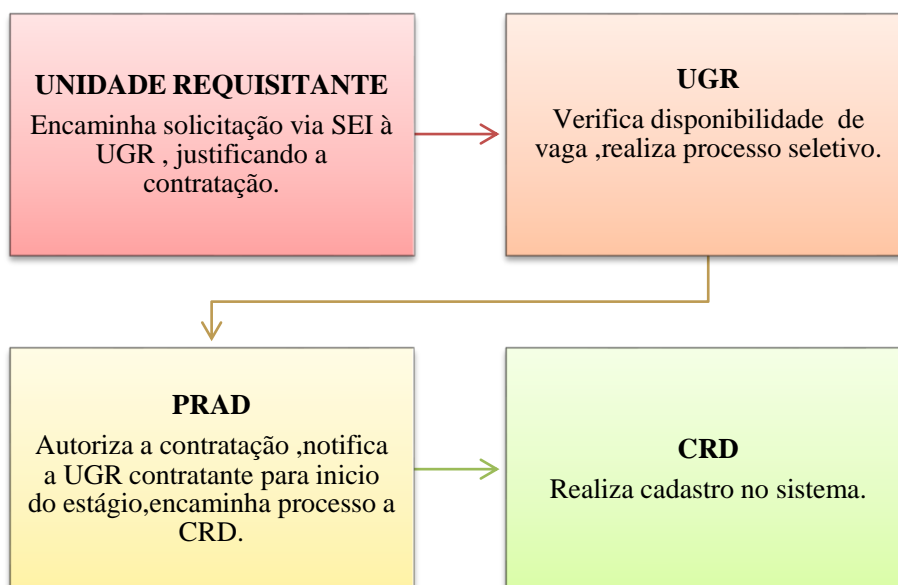 UNIDADE REQUISITANTE
Encaminha solicitação via SEI à
UGR , justificando a
contratação.
UGR
Verifica disponibilidade de
vaga ,realiza processo seletivo.
PRAD
Autoriza a contratação ,notifica
a UGR contratante para inicio
do estágio,encaminha processo a
CRD.
CRD
Realiza cadastro no sistema.